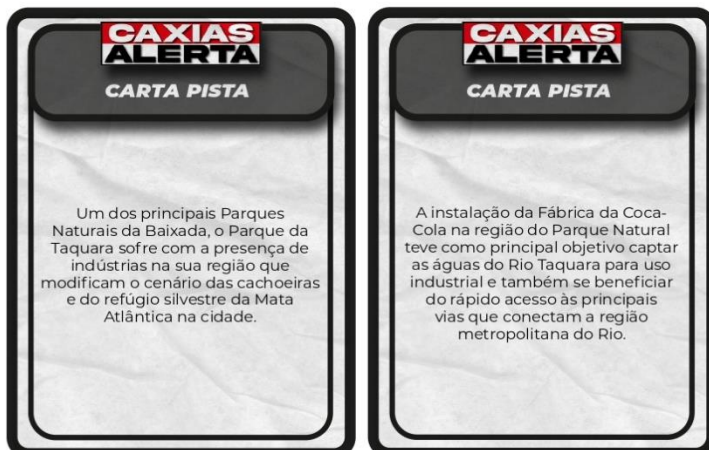 CAXIAS
ALERTA
CARTA PISTA
Um dos principais Parques
Naturais da Baixada, o Parque da
Taquara sofre com a presença de
indústrias na sua região que
modificam o cenário das cachoeiras
e do refúgio silvestre da Mata
Atlântica na cidade.
CAXIAS
ALERTA
CARTA PISTA
A instalação da Fábrica da Coca-
Cola na região do Parque Natural
teve como principal objetivo captar
as águas do Rio Taquara para uso
industrial e também se beneficiar
do rápido acesso às principais
vias que conectam a região
metropolitana do Rio.